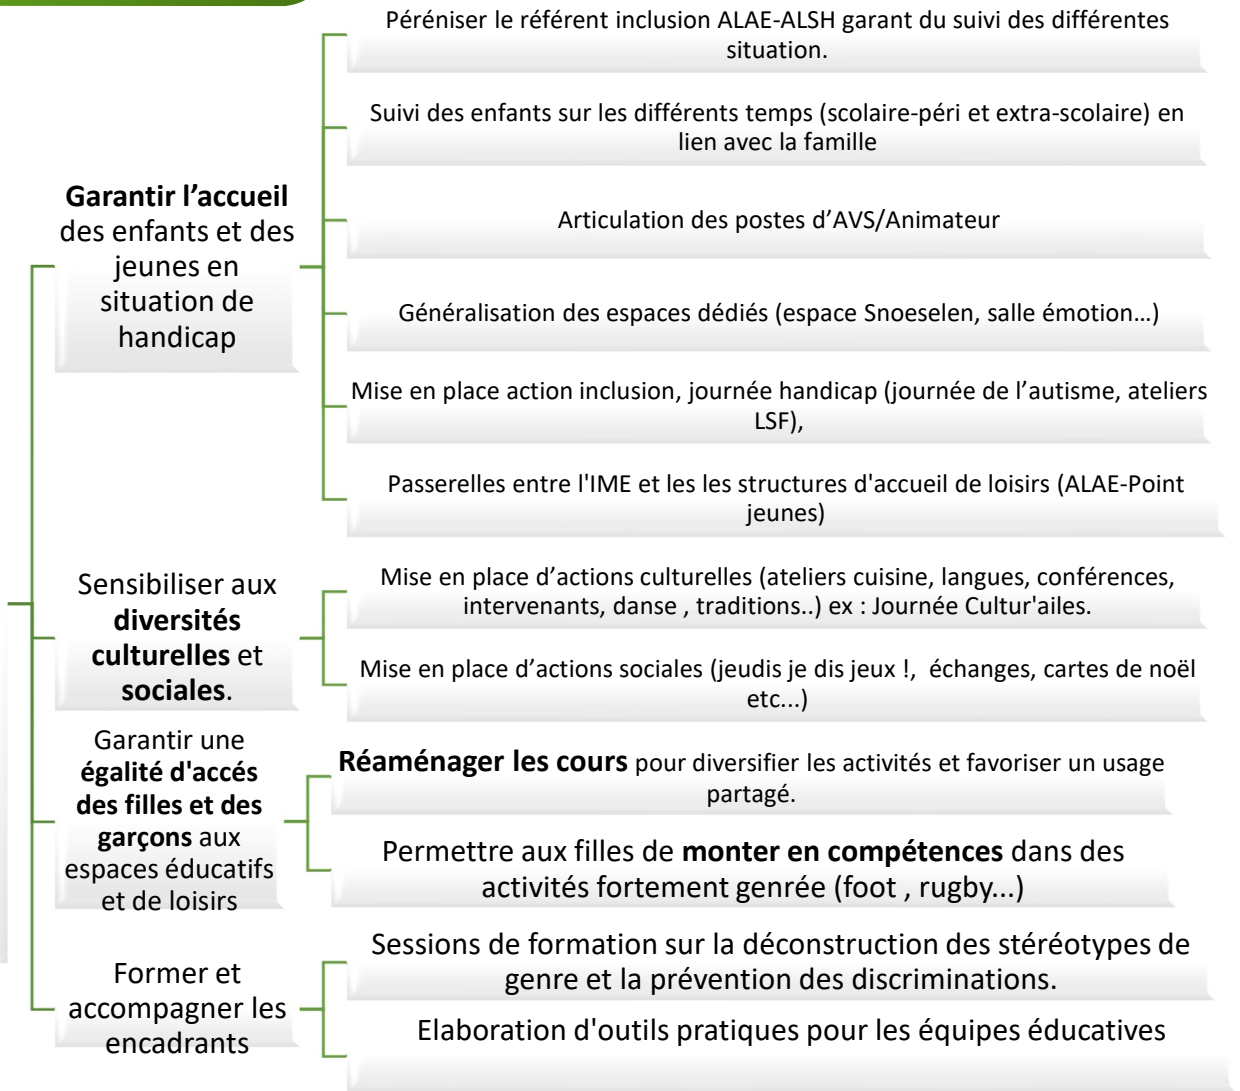 Péréniser le référent inclusion ALAE-ALSH garant du suivi des différentes
situation.
Suivi des enfants sur les différents temps (scolaire-péri et extra-scolaire) en
lien avec la famille
Garantir l’accueil
des enfants et des
jeunes en
situation de
handicap
Articulation des postes d’AVS/Animateur
Généralisation des espaces dédiés (espace Snoeselen, salle émotion…)
Mise en place action inclusion, journée handicap (journée de l’autisme, ateliers
LSF),
Passerelles entre l'IME et les les structures d'accueil de loisirs (ALAE-Point
jeunes)
Sensibiliser aux
diversités
culturelles et
sociales.
Mise en place d’actions culturelles (ateliers cuisine, langues, conférences,
intervenants, danse , traditions..) ex : Journée Cultur'ailes.
Mise en place d’actions sociales (jeudis je dis jeux !,  échanges, cartes de noël
etc...)
Garantir une
égalité d'accés
des filles et des
garçons aux
espaces éducatifs
et de loisirs
Réaménager les cours pour diversifier les activités et favoriser un usage
partagé.
Permettre aux filles de monter en compétences dans des
activités fortement genrée (foot , rugby...)
Former et
accompagner les
encadrants
Sessions de formation sur la déconstruction des stéréotypes de
genre et la prévention des discriminations.
Elaboration d'outils pratiques pour les équipes éducatives